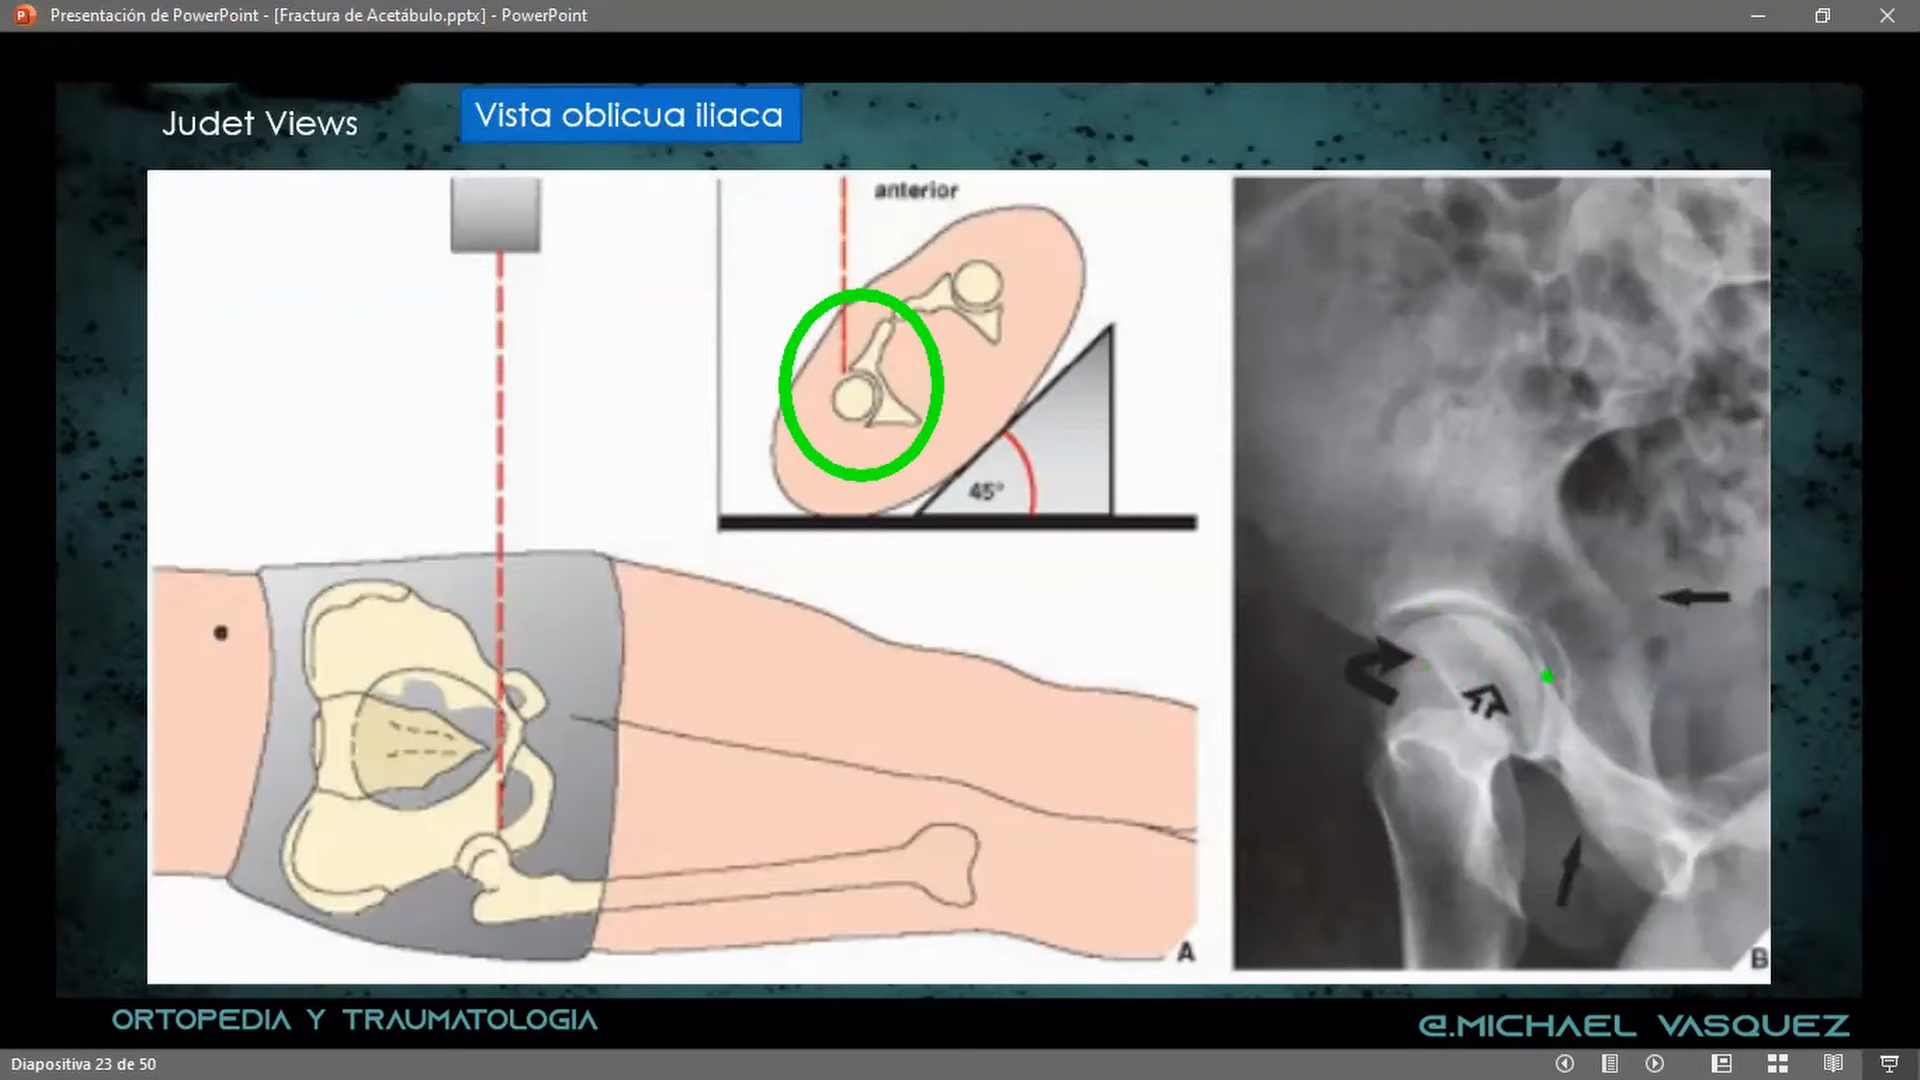 Presentación de PowerPoint - [Fractura de Acetábulo.pptx] - PowerPoint
Judet Views
Vista oblicua iliaca
anterior
45°
A
B
ORTOPEDIA Y TRAUMATOLOGIA
@.MICHAEL VASQUEZ
Diapositiva 23 de 50